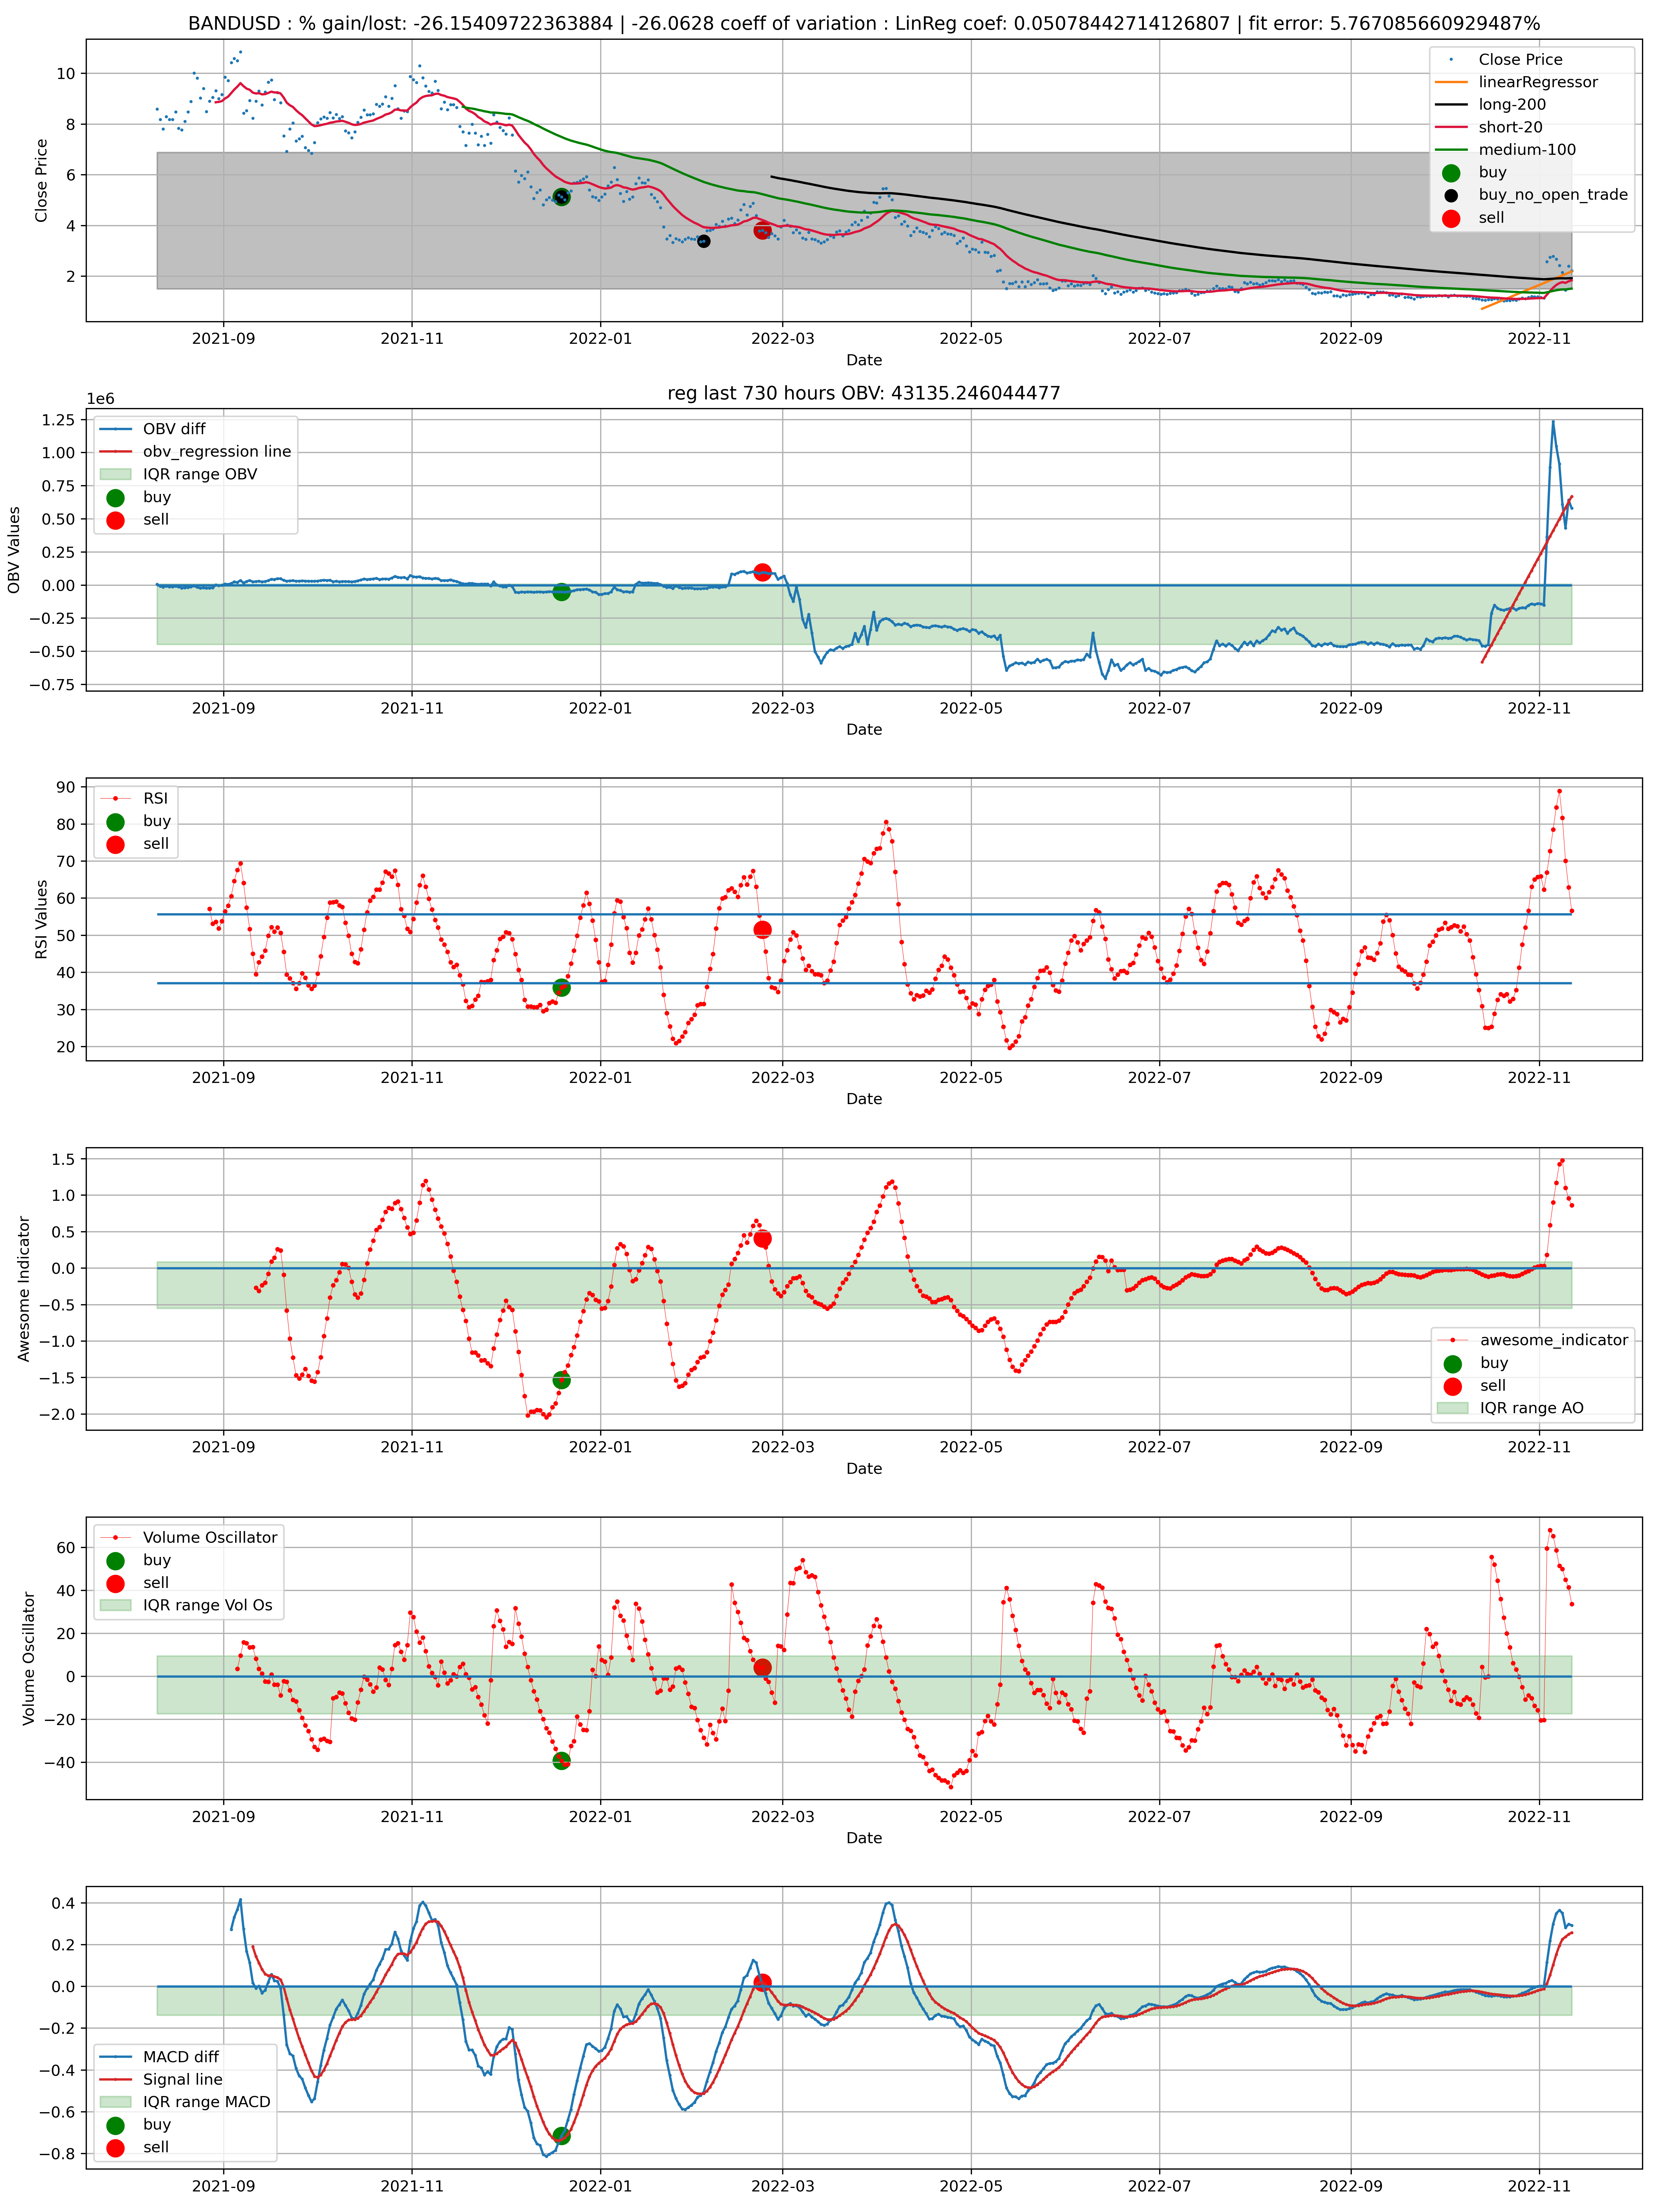 BANDUSD : % gain/lost: -26.15409722363884 | -26.0628 coeff of variation : LinReg coef: 0.05078442714126807 | fit error: 5.767085660929487%
Close Price
10
8
6
4
2
Close Price
linearRegressor
long-200
short-20
medium-100
buy
buy_no_open_trade
sell
2021-09 2021-11 2022-01 2022-03 2022-05 2022-07 2022-09 2022-11
Date
reg last 730 hours OBV: 43135.246044477
1e6
OBV Values
1.25
1.00
0.75
0.50
0.25
0.00
−0.25
−0.50
−0.75
OBV diff
obv_regression line
IQR range OBV
buy
sell
2021-09 2021-11 2022-01 2022-03 2022-05 2022-07 2022-09 2022-11
Date
RSI Values
90
80
70
60
50
40
30
20
RSI
buy
sell
2021-09 2021-11 2022-01 2022-03 2022-05 2022-07 2022-09 2022-11
Date
Awesome Indicator
1.5
1.0
0.5
0.0
−0.5
−1.0
−1.5
−2.0
awesome_indicator
buy
sell
IQR range AO
2021-09 2021-11 2022-01 2022-03 2022-05 2022-07 2022-09 2022-11
Date
Volume Oscillator
60
40
20
0
−20
−40
Volume Oscillator
buy
sell
IQR range Vol Os
2021-09 2021-11 2022-01 2022-03 2022-05 2022-07 2022-09 2022-11
Date
0.4
0.2
0.0
−0.2
−0.4
−0.6
−0.8
MACD diff
Signal line
IQR range MACD
buy
sell
2021-09 2021-11 2022-01 2022-03 2022-05 2022-07 2022-09 2022-11